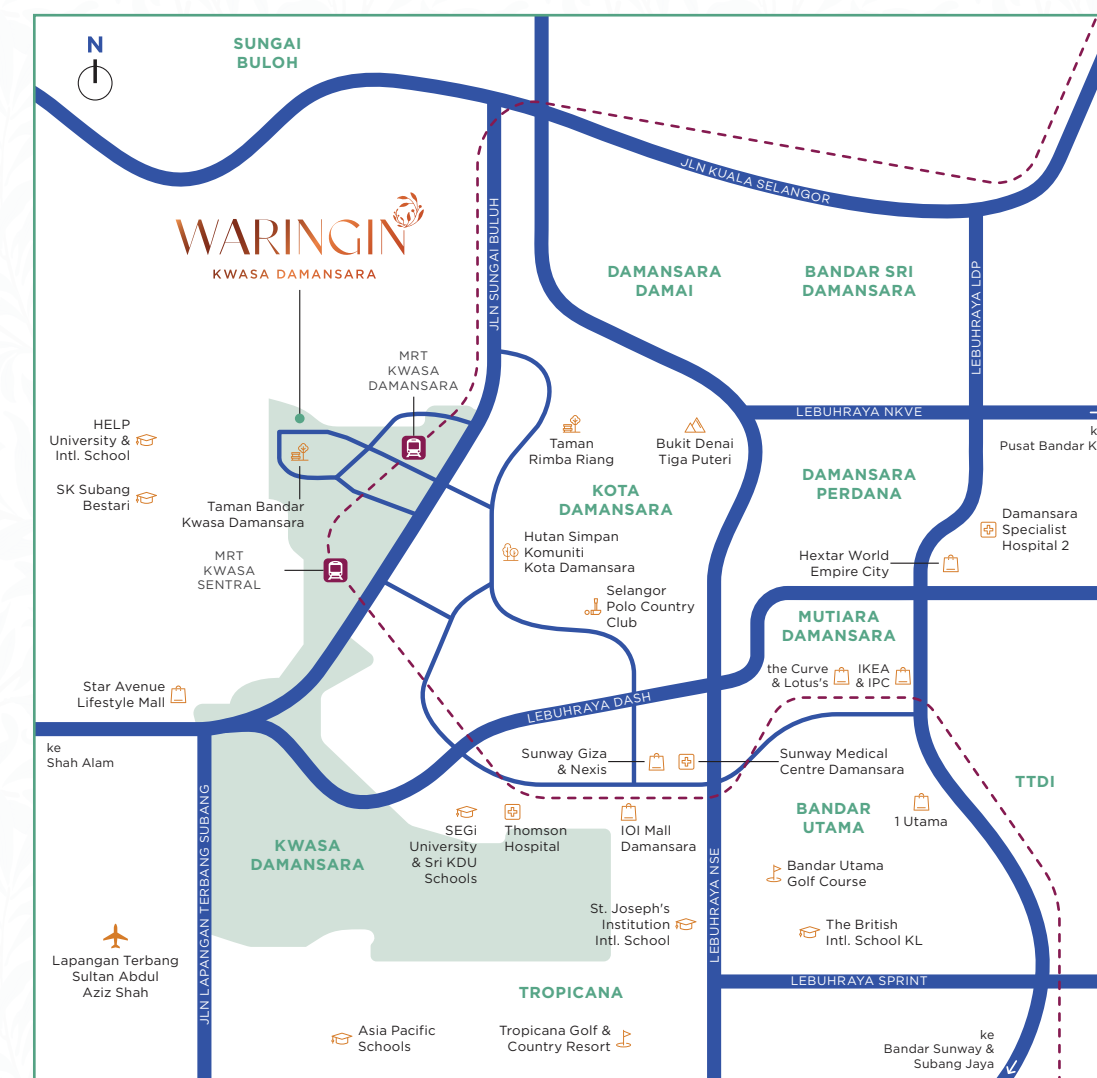 N
SUNGAI
BULOH
JLN KUALA SELANGOR
WARINGIN
KWASA DAMANSARA
JLN SUNGAI BULUH
DAMANSARA
DAMAI
BANDAR SRI
DAMANSARA
LEBUHRAYA LDP
MRT
KWASA
DAMANSARA
LEBUHRAYA NKVE
k
Pusat Bandar K
HELP
University &
Intl. School
SK Subang
Bestari
Taman Bandar
Kwasa Damansara
MRT
KWASA
SENTRAL
Taman
Rimba Riang
Bukit Denai
Tiga Puteri
KOTA
DAMANSARA
Hutan Simpan
Komuniti
Kota Damansara
Selangor
Polo Country
Club
DAMANSARA
PERDANA
Damansara
Specialist
Hospital 2
Hextar World
Empire City
MUTIARA
DAMANSARA
the Curve
& Lotus's
IKEA
& IPC
Star Avenue
Lifestyle Mall
ke
Shah Alam
LEBUHRAYA DASH
Sunway Giza
& Nexis
Sunway Medical
Centre Damansara
TTDI
1 Utama
BANDAR
UTAMA
JLN LAPANGAN TERBANG SUBANG
KWASA
DAMANSARA
SEGi
University
& Sri KDU
Schools
Thomson
Hospital
IOI Mall
Damansara
LEBUHRAYA NSE
Bandar Utama
Golf Course
St. Joseph's
Institution
Intl. School
The British
Intl. School KL
Lapangan Terbang
Sultan Abdul
Aziz Shah
LEBUHRAYA SPRINT
TROPICANA
Asia Pacific
Schools
Tropicana Golf &
Country Resort
ke
Bandar Sunway &
Subang Jaya